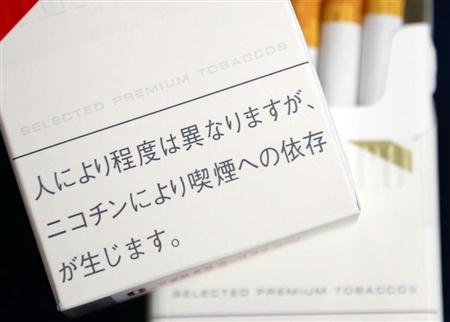 SELECTED PREMIUM TOBACCOS
人により程度は異なりますが、
ニコチンにより喫煙への依存
が生じます。
SELECTED PREMIUM TOBACCOS